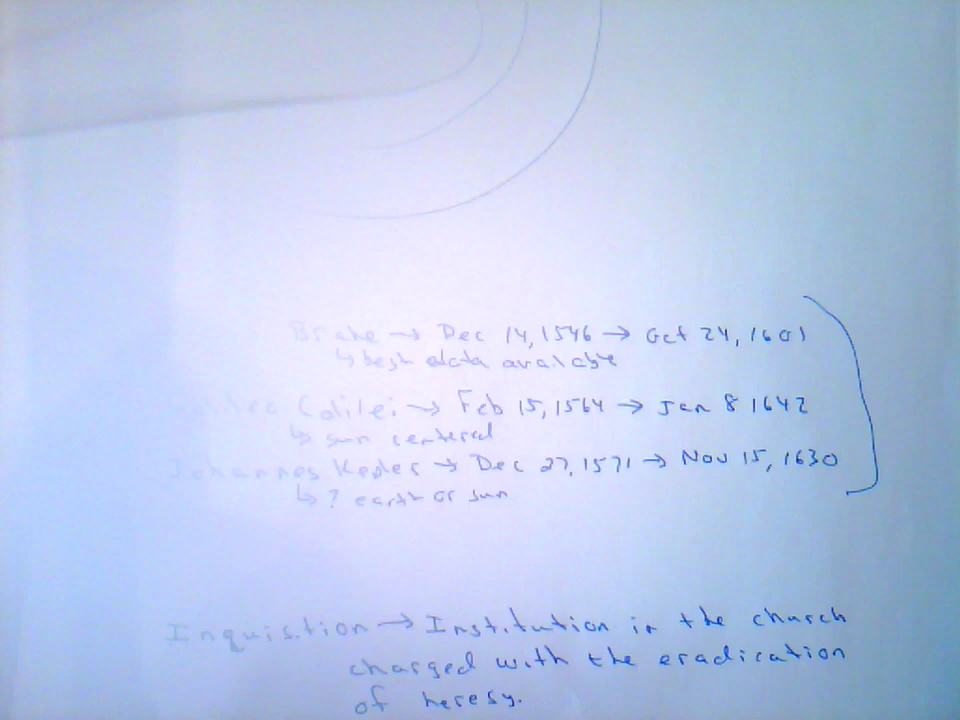 Brahe → Dec 14, 1546 → Oct 24, 1601
↳ best data available
Galilei → Feb 15, 1564 → Jan 8 1642
↳ sun centered
Johannes Kepler → Dec 27, 1571 → Nov 15, 1630
↳ ? earth or sun
Inquisition → Institution in the church
charged with the eradication
of heresy.